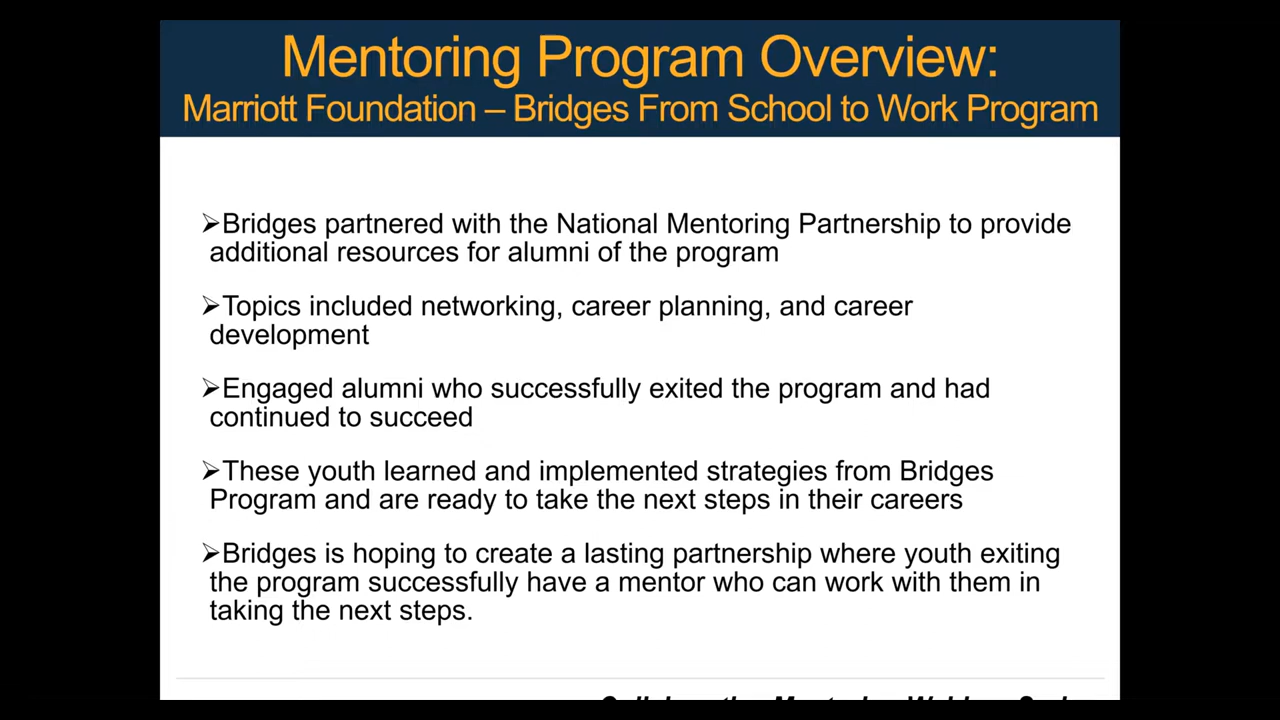 Mentoring Program Overview:
Marriott Foundation – Bridges From School to Work Program
➢Bridges partnered with the National Mentoring Partnership to provide
additional resources for alumni of the program
➢Topics included networking, career planning, and career
development
➢Engaged alumni who successfully exited the program and had
continued to succeed
➢These youth learned and implemented strategies from Bridges
Program and are ready to take the next steps in their careers
➢Bridges is hoping to create a lasting partnership where youth exiting
the program successfully have a mentor who can work with them in
taking the next steps.